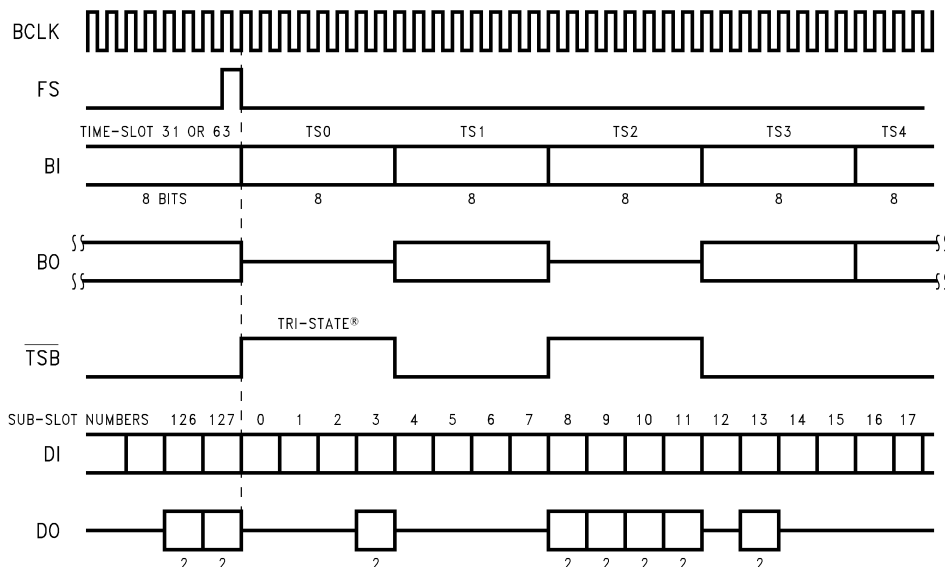 BCLK
FS
TIME-SLOT 31 OR 63 TS0 TS1 TS2 TS3 TS4
BI
8 BITS 8 8 8 8 8
BO
TRI-STATE®
TSB
SUB-SLOT NUMBERS 126 127 0 1 2 3 4 5 6 7 8 9 10 11 12 13 14 15 16 17
DI
DO
2 2 2 2 2 2 2 2